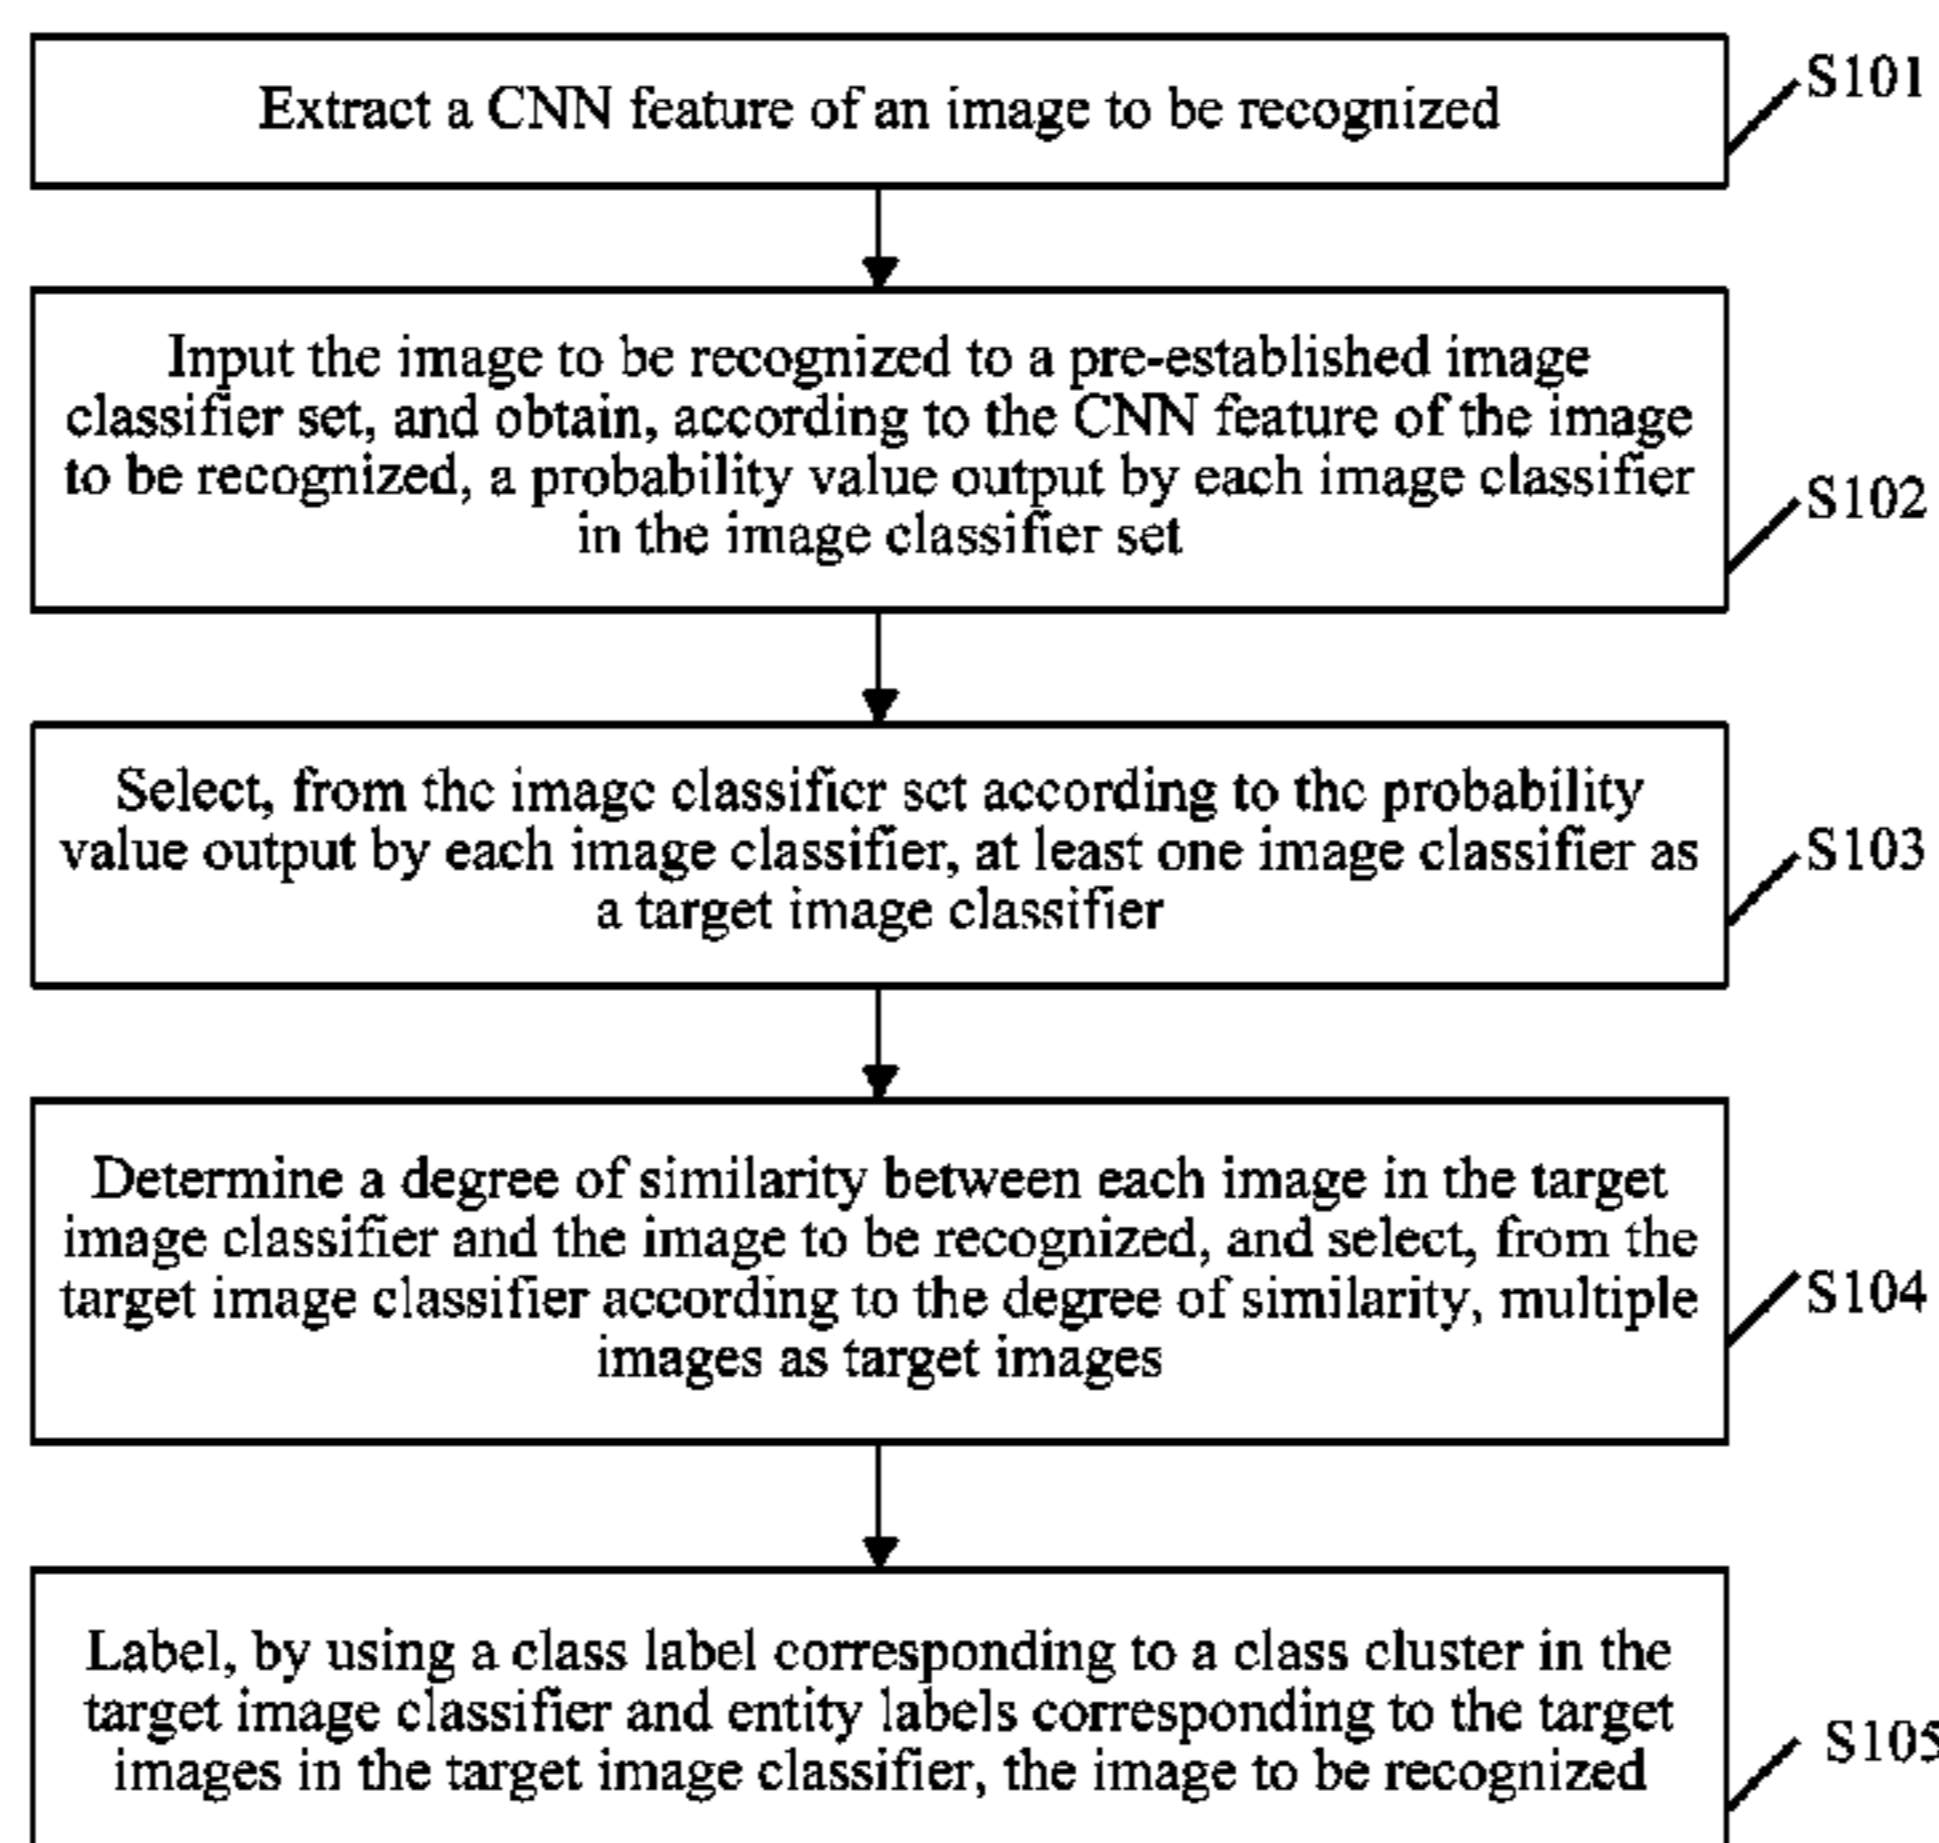 Extract a CNN feature of an image to be recognized
S101
Input the image to be recognized to a pre-established image
classifier set, and obtain, according to the CNN feature of the image
to be recognized, a probability value output by each image classifier
in the image classifier set
S102
Select, from the image classifier set according to the probability
value output by each image classifier, at least one image classifier as
a target image classifier
S103
Determine a degree of similarity between each image in the target
image classifier and the image to be recognized, and select, from the
target image classifier according to the degree of similarity, multiple
images as target images
S104
Label, by using a class label corresponding to a class cluster in the
target image classifier and entity labels corresponding to the target
images in the target image classifier, the image to be recognized
S105